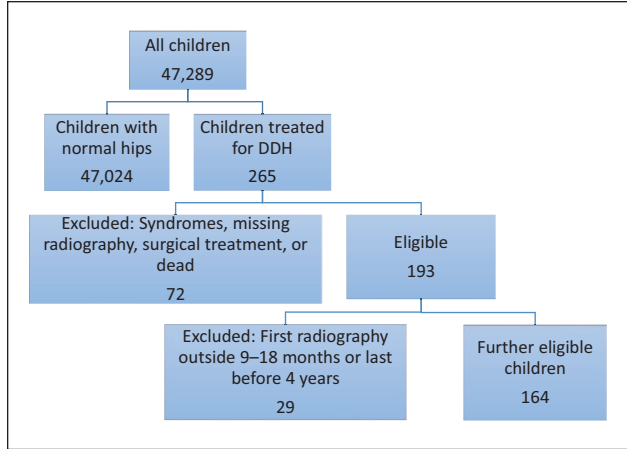 All children
47,289
Children with
normal hips
47,024
Children treated
for DDH
265
Excluded: Syndromes, missing
radiography, surgical treatment, or
dead
72
Eligible
193
Excluded: First radiography
outside 9–18 months or last
before 4 years
29
Further eligible
children
164